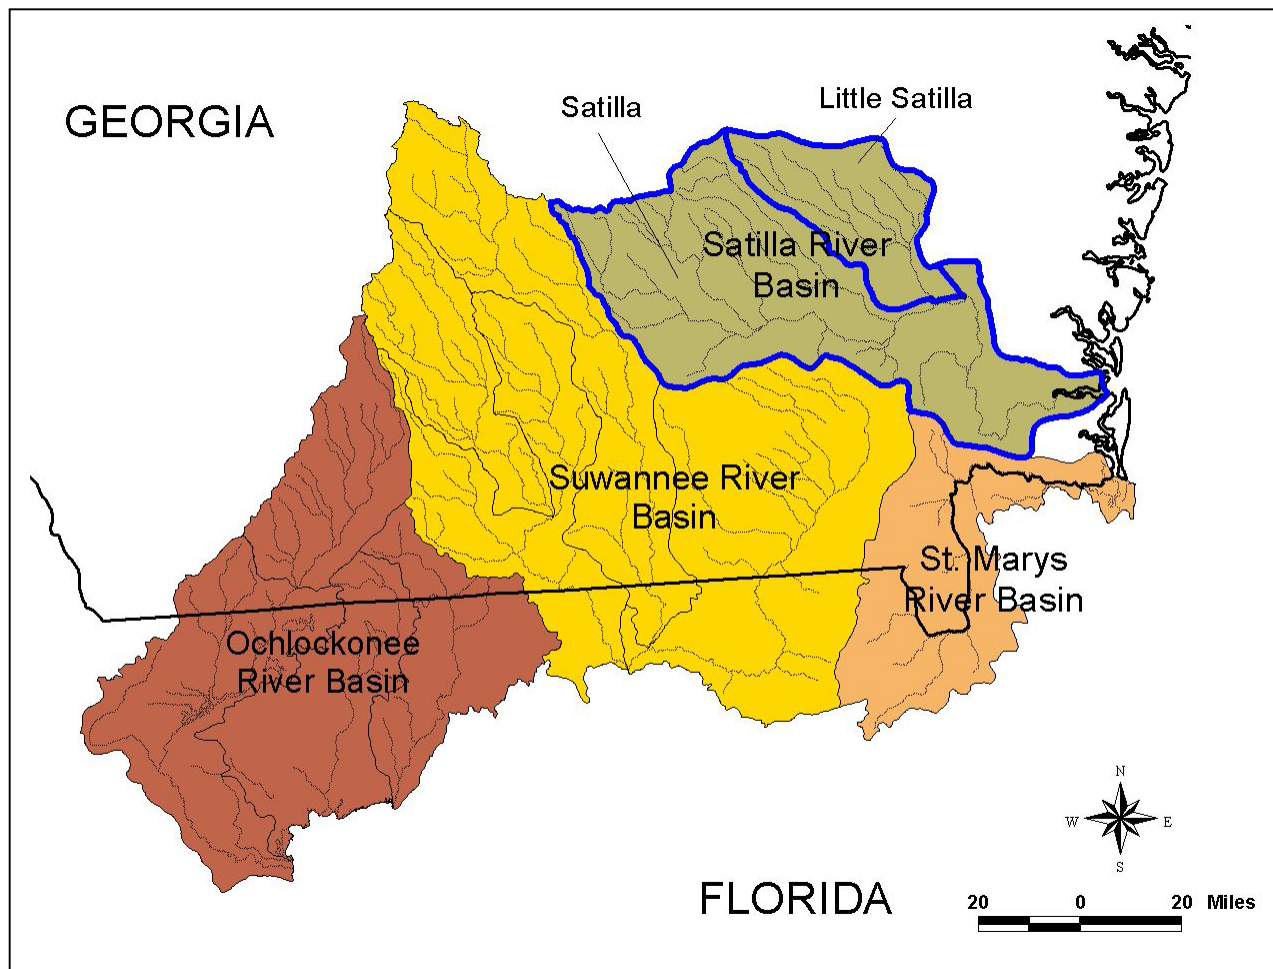 GEORGIA
Satilla
Little Satilla
Satilla River
Basin
Suwannee River
Basin
St. Marys
River Basin
Ochlockonee
River Basin
N
W
E
S
FLORIDA
20 0 20 Miles